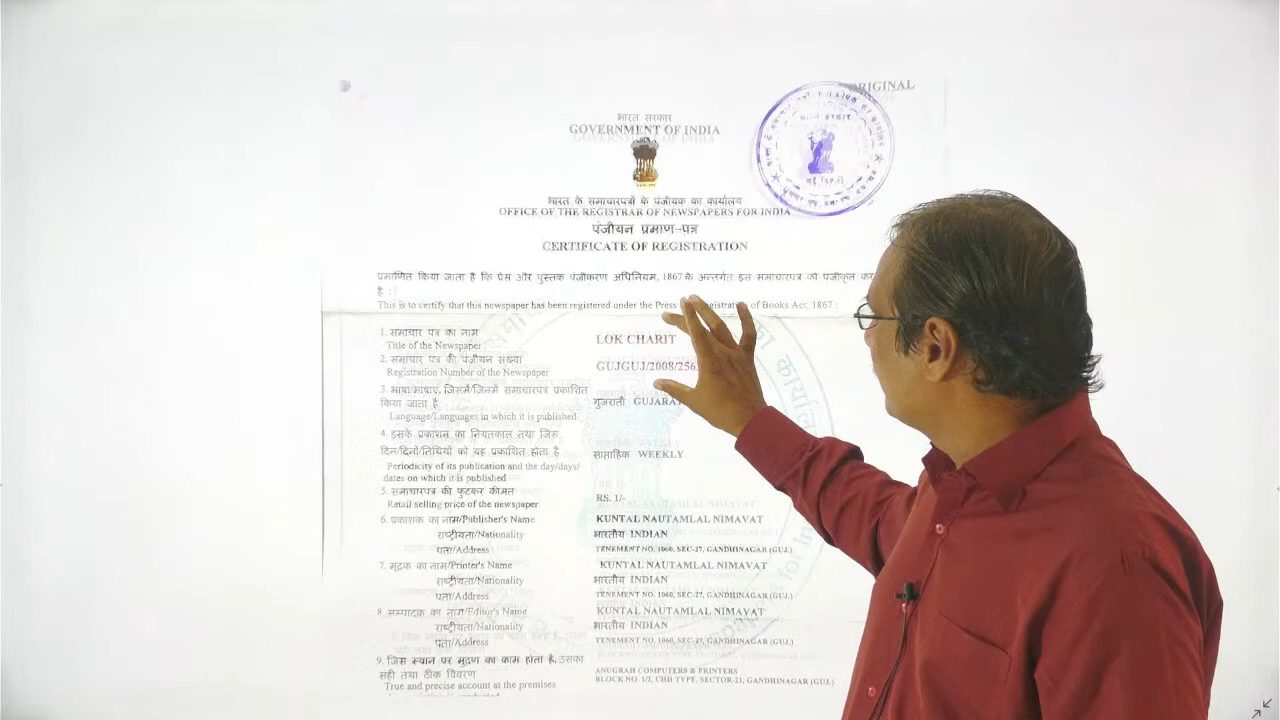 ORIGINAL
भारत सरकार
GOVERNMENT OF INDIA
भारत के समाचारपत्रों के पंजीयक का कार्यालय
OFFICE OF THE REGISTRAR OF NEWSPAPERS FOR INDIA
पंजीयन प्रमाण-पत्र
CERTIFICATE OF REGISTRATION
प्रमाणित किया जाता है कि प्रेस और पुस्तक पंजीकरण अधिनियम, 1867 के अन्तर्गत इस समाचारपत्र को पंजीकृत कर
है :
This is to certify that this newspaper has been registered under the Press Registration of Books Act, 1867 :
1. समाचार पत्र का नाम LOK CHARIT
Title of the Newspaper
2. समाचार पत्र की पंजीयन संख्या GUJGUJ/2008/256
Registration Number of the Newspaper
3. भाषा/भाषाएं, जिसमें/जिनमें समाचारपत्र प्रकाशित
किया जाता है गुजराती GUJARAT
Language/Languages in which it is published
4. इसके प्रकाशन का नियतकाल तथा जिस
दिन/दिनों/तिथियों को यह प्रकाशित होता है साप्ताहिक WEEKLY
Periodicity of its publication and the day/days/
dates on which it is published
5. समाचारपत्र की फुटकर कीमत RS. 1/-
Retail selling price of the newspaper
6. प्रकाशक का नाम/Publisher's Name KUNTAL NAUTAMLAL NIMAVAT
राष्ट्रीयता/Nationality भारतीय INDIAN
पता/Address TENEMENT NO. 1060, SEC-27, GANDHINAGAR (GUJ.)
7. मुद्रक का नाम/Printer's Name KUNTAL NAUTAMLAL NIMAVAT
राष्ट्रीयता/Nationality भारतीय INDIAN
पता/Address TENEMENT NO. 1060, SEC-27, GANDHINAGAR (GUJ.)
8. सम्पादक का नाम/Editor's Name KUNTAL NAUTAMLAL NIMAVAT
राष्ट्रीयता/Nationality भारतीय INDIAN
पता/Address TENEMENT NO. 1060, SEC-27, GANDHINAGAR (GUJ.)
9. जिस स्थान पर मुद्रण का काम होता है, उसका ANUGRAH COMPUTERS & PRINTERS
सही तथा ठीक विवरण BLOCK NO. 1/2, CHH TYPE, SECTOR-21, GANDHINAGAR (GUJ.)
True and precise account at the premises